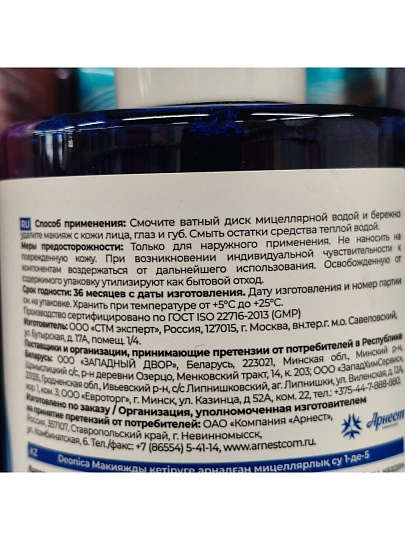 RU Способ применения: Смочите ватный диск мицеллярной водой и бережно
удалите макияж с кожи лица, глаз и губ. Смыть остатки средства теплой водой.
Меры предосторожности: Только для наружного применения. Не наносить на
поврежденную кожу. При возникновении индивидуальной чувствительности к
компонентам воздержаться от дальнейшего использования. Освобожденную от
содержимого упаковку утилизируют как бытовой отход.
Срок годности: 36 месяцев с даты изготовления. Дату изготовления и номер партии
см. на упаковке. Хранить при температуре от +5°С до +25°С.
Производство сертифицировано по ГОСТ ISO 22716-2013 (GMP)
Изготовитель: ООО «СТМ эксперт», Россия, 127015, г. Москва, вн.тер.г. м.о. Савеловский,
ул. Бутырская, д. 17А, помещ. 1/4.
Поставщики и организации, принимающие претензии от потребителей в Республике
Беларусь: ООО «ЗАПАДНЫЙ ДВОР», Беларусь, 223021, Минская обл., Минский р-н,
Щомыслицкий с/с, р-н деревни Озерцо, Менковский тракт, 14, к. 203; ООО «ЗападХимСервис»,
Гродненская обл., Ивьевский р-н, с/с Липнишковский, аг. Липнишки, ул. Виленская, д.
1, ком. 3; ООО «Евроторг», г. Минск, ул. Казинца, д 52А, ком. 22, тел.: +375-44-7-888-880.
Изготовлено по заказу / Организация, уполномоченная изготовителем
на принятие претензий от потребителей: ОАО «Компания «Арнест»,
Россия, 357107, Ставропольский край, г. Невинномысск,
ул. Комбинатская, 6. Тел./факс: +7 (86554) 5-41-14, www.arnestcom.ru
Арнест
KZ Deonica Макияжды кетіруге арналған мицеллярлық су 1-де-5